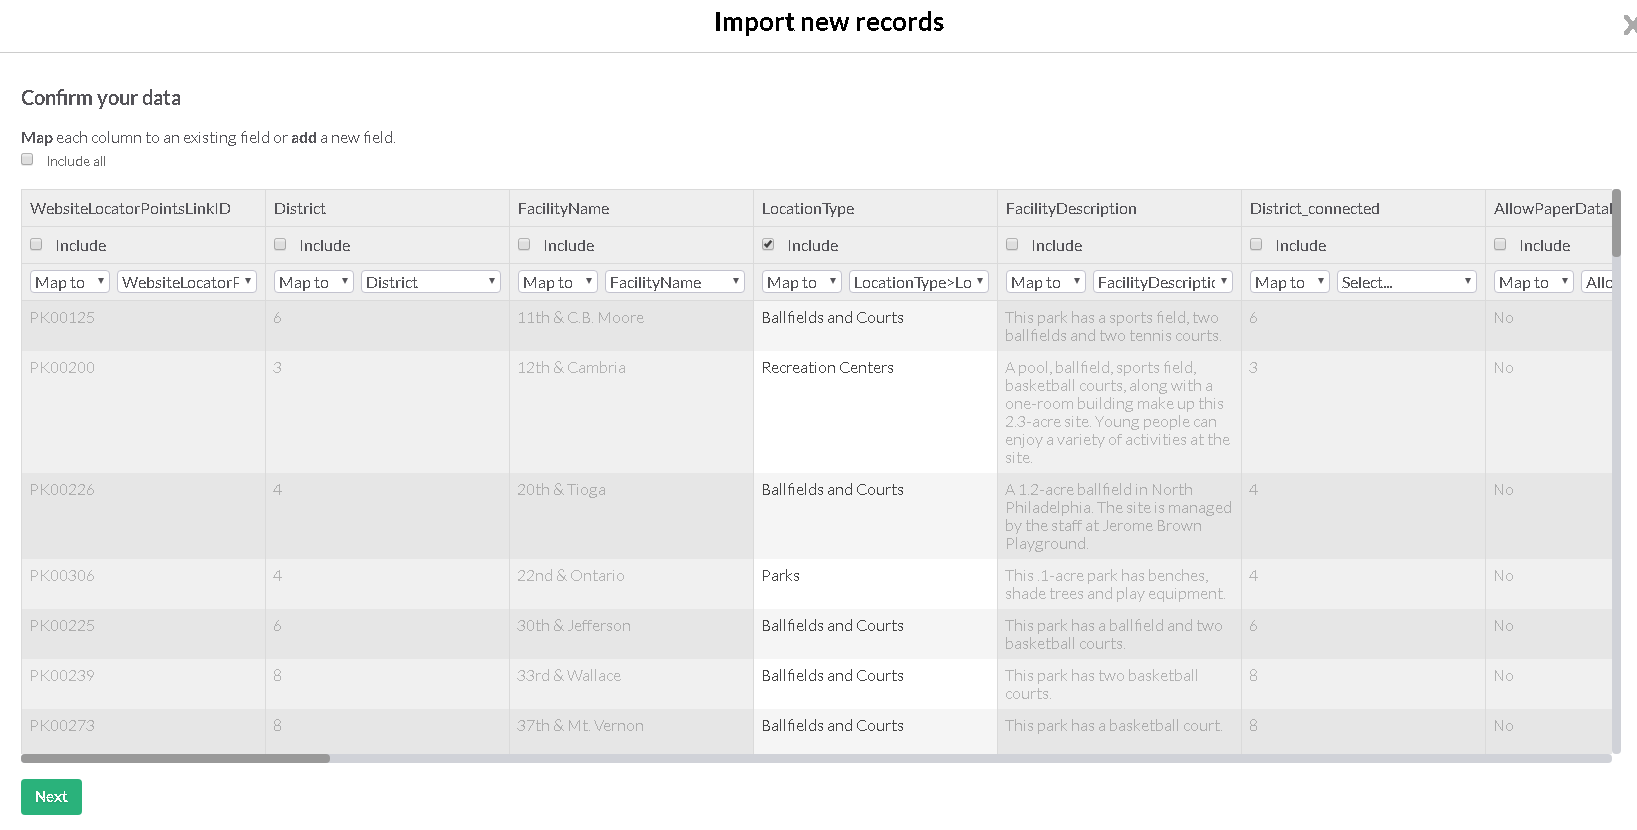 Import new records
X
Confirm your data
Map each column to an existing field or add a new field.
Include all
WebsiteLocatorPointsLinkID District FacilityName LocationType FacilityDescription District_connected AllowPaperDatal
Include Include Include Include Include Include Include
Map to WebsiteLocatorF Map to District Map to FacilityName Map to LocationType>Lo Map to FacilityDescriptic Map to Select... Map to Allo
PK00125 6 11th & C.B. Moore Ballfields and Courts This park has a sports field, two 6 No
ballfields and two tennis courts.
PK00200 3 12th & Cambria Recreation Centers A pool, ballfield, sports field, 3 No
basketball courts, along with a
one-room building make up this
2.3-acre site. Young people can
enjoy a variety of activities at the
site.
PK00226 4 20th & Tioga Ballfields and Courts A 1.2-acre ballfield in North 4 No
Philadelphia. The site is managed
by the staff at Jerome Brown
Playground.
PK00306 4 22nd & Ontario Parks This .1-acre park has benches, 4 No
shade trees and play equipment.
PK00225 6 30th & Jefferson Ballfields and Courts This park has a ballfield and two 6 No
basketball courts.
PK00239 8 33rd & Wallace Ballfields and Courts This park has two basketball 8 No
courts.
PK00273 8 37th & Mt. Vernon Ballfields and Courts This park has a basketball court. 8 No
Next